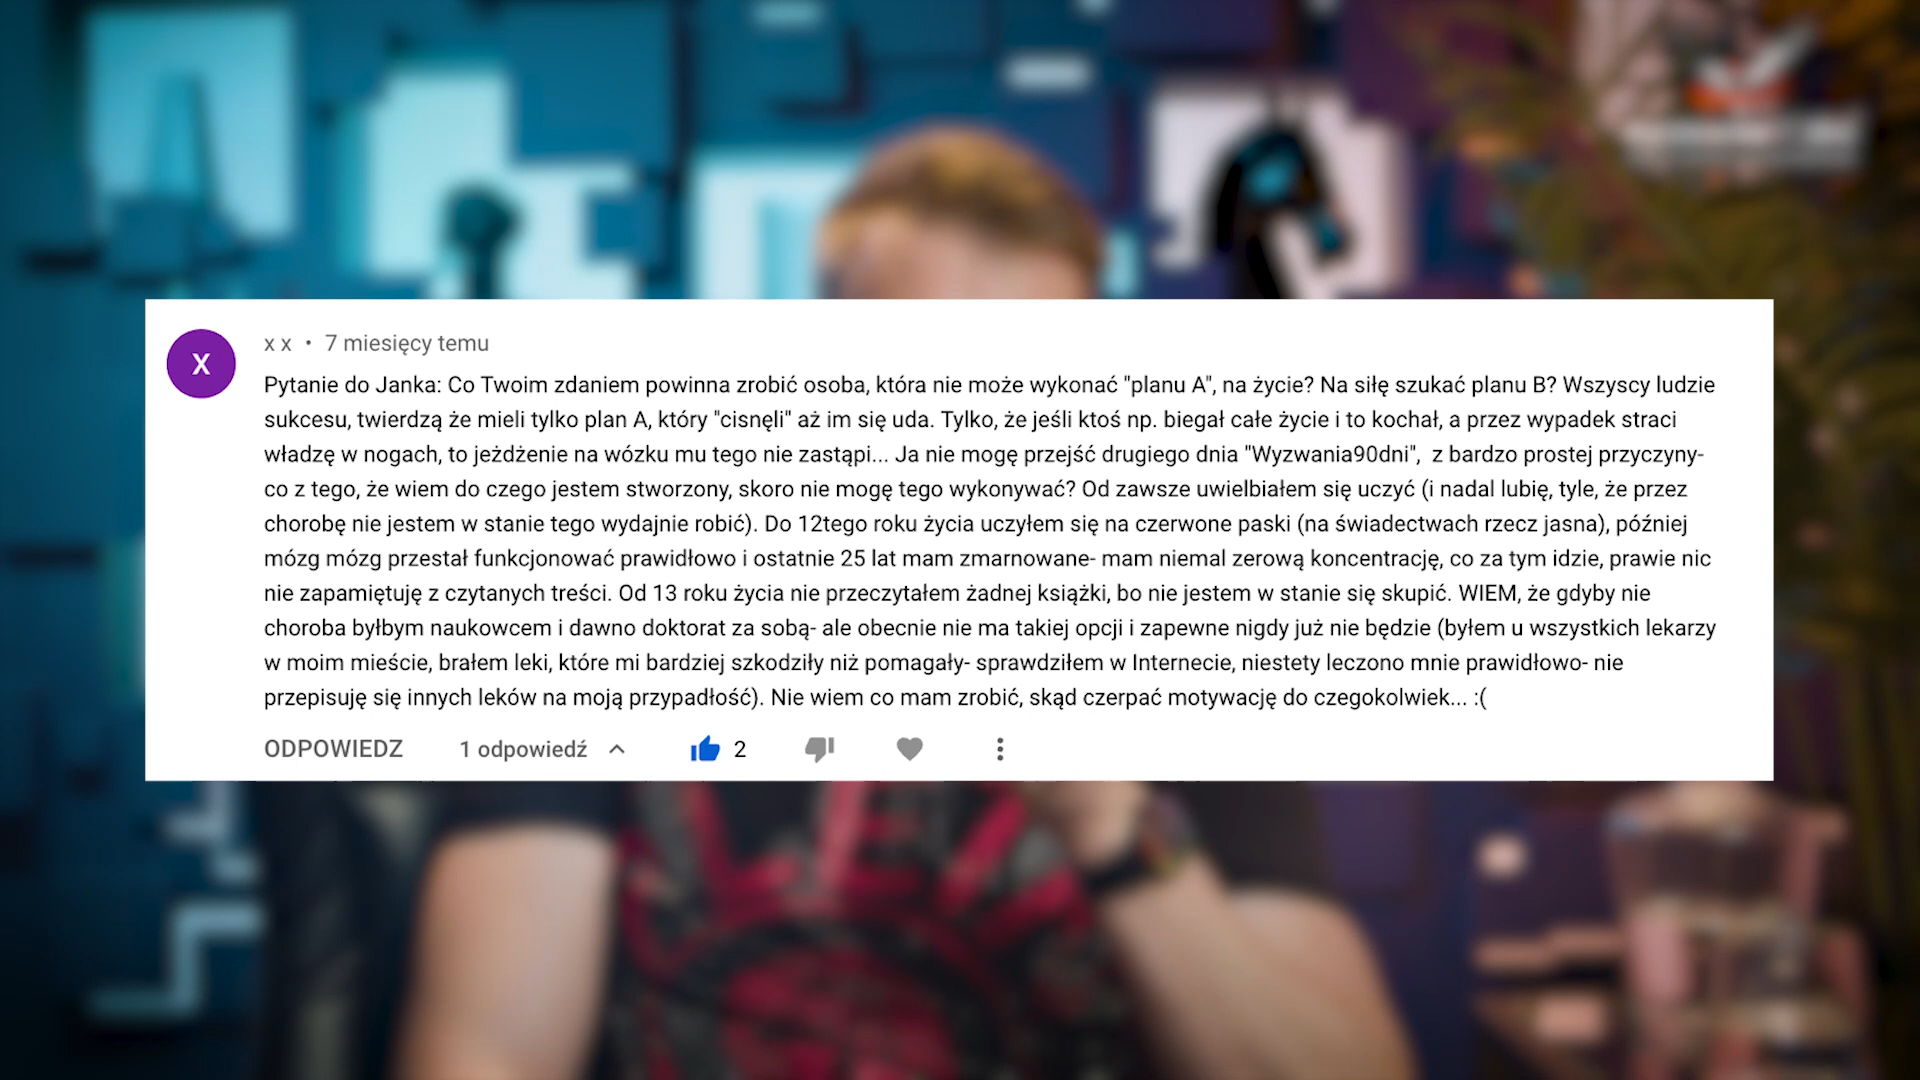 X
x x • 7 miesięcy temu
Pytanie do Janka: Co Twoim zdaniem powinna zrobić osoba, która nie może wykonać "planu A", na życie? Na siłę szukać planu B? Wszyscy ludzie
sukcesu, twierdzą że mieli tylko plan A, który "cisnęli" aż im się uda. Tylko, że jeśli ktoś np. biegał całe życie i to kochał, a przez wypadek straci
władzę w nogach, to jeżdżenie na wózku mu tego nie zastąpi... Ja nie mogę przejść drugiego dnia "Wyzwania90dni", z bardzo prostej przyczyny-
co z tego, że wiem do czego jestem stworzony, skoro nie mogę tego wykonywać? Od zawsze uwielbiałem się uczyć (i nadal lubię, tyle, że przez
chorobę nie jestem w stanie tego wydajnie robić). Do 12tego roku życia uczyłem się na czerwone paski (na świadectwach rzecz jasna), później
mózg mózg przestał funkcjonować prawidłowo i ostatnie 25 lat mam zmarnowane- mam niemal zerową koncentrację, co za tym idzie, prawie nic
nie zapamiętuję z czytanych treści. Od 13 roku życia nie przeczytałem żadnej książki, bo nie jestem w stanie się skupić. WIEM, że gdyby nie
choroba byłbym naukowcem i dawno doktorat za sobą- ale obecnie nie ma takiej opcji i zapewne nigdy już nie będzie (byłem u wszystkich lekarzy
w moim mieście, brałem leki, które mi bardziej szkodziły niż pomagały- sprawdziłem w Internecie, niestety leczono mnie prawidłowo- nie
przepisuję się innych leków na moją przypadłość). Nie wiem co mam zrobić, skąd czerpać motywację do czegokolwiek... :(
ODPOWIEDZ 1 odpowiedź 2